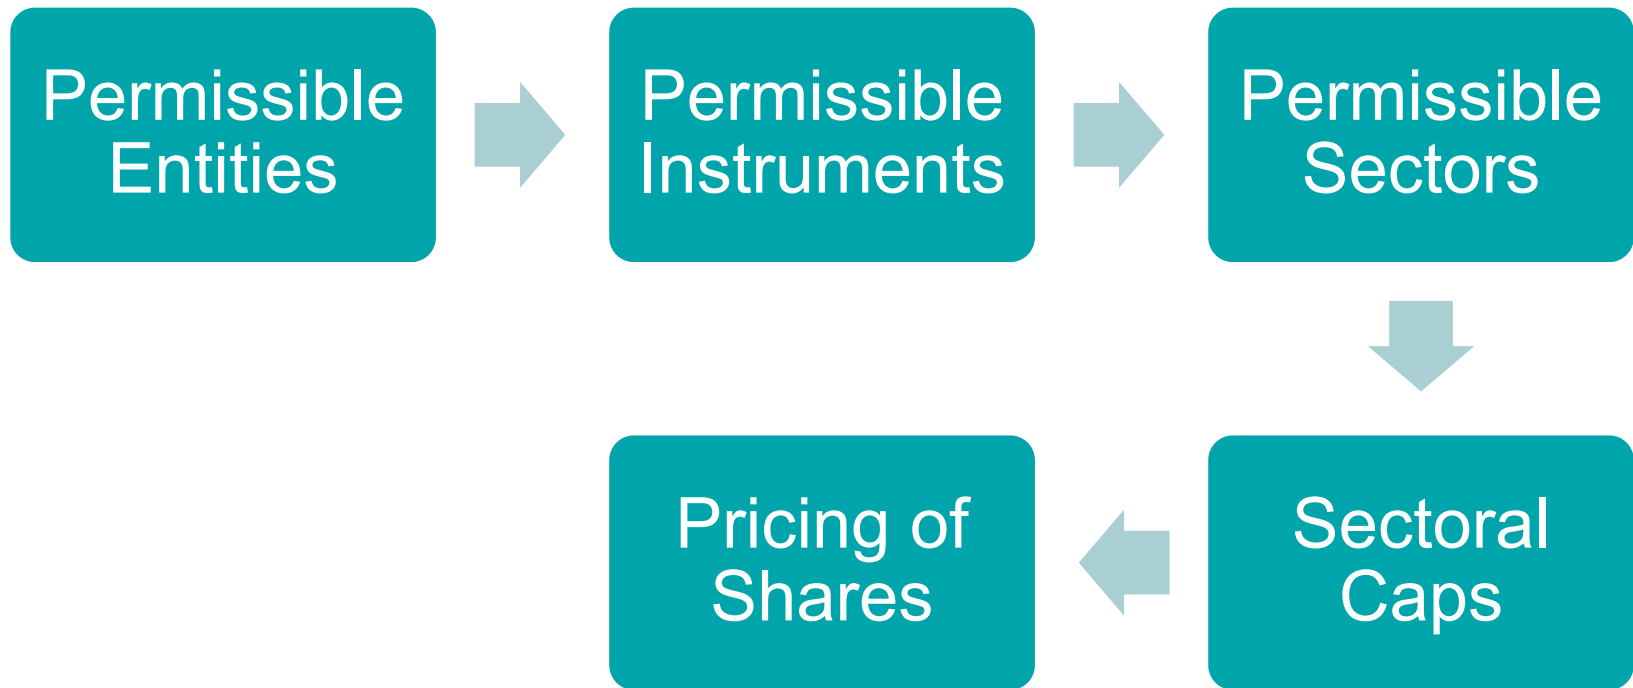 Permissible
Entities
Permissible
Instruments
Permissible
Sectors
Sectoral
Caps
Pricing of
Shares